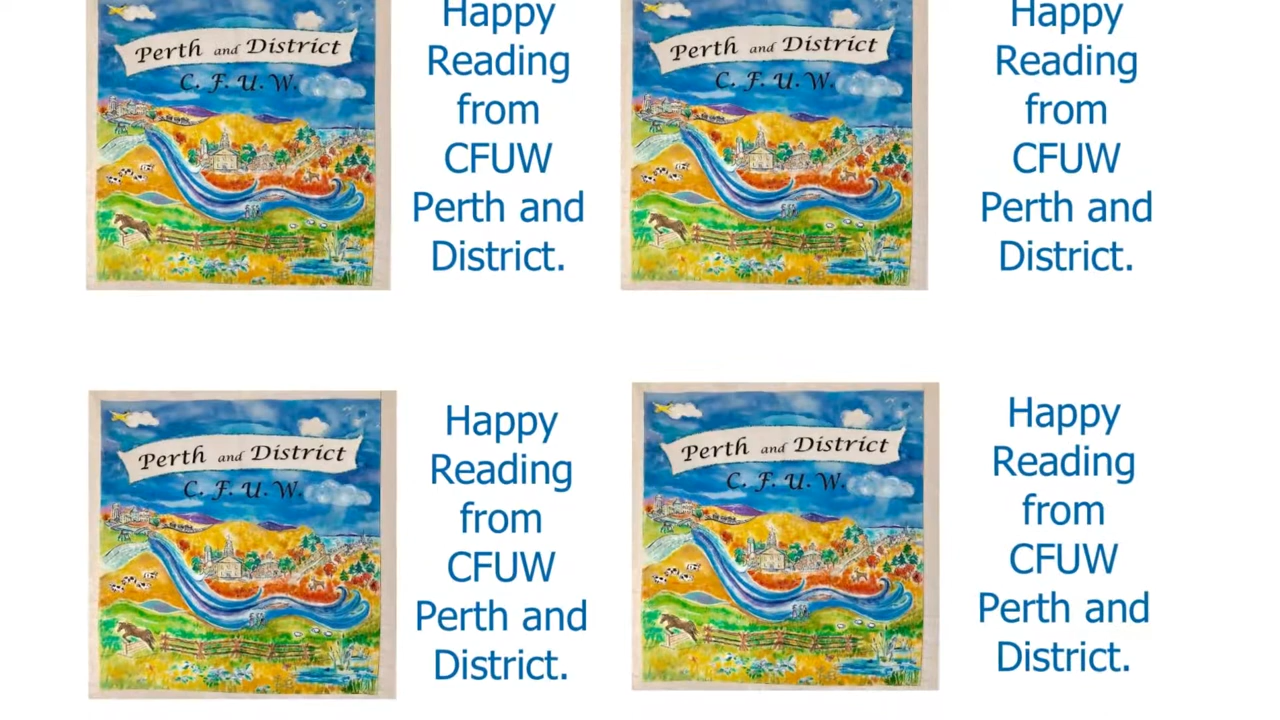 Perth and District
C. F. U. W.
Happy
Reading
from
CFUW
Perth and
District.
Perth and District
C. F. U. W.
Happy
Reading
from
CFUW
Perth and
District.
Perth and District
C. F. U. W.
Happy
Reading
from
CFUW
Perth and
District.
Perth and District
C. F. U. W.
Happy
Reading
from
CFUW
Perth and
District.